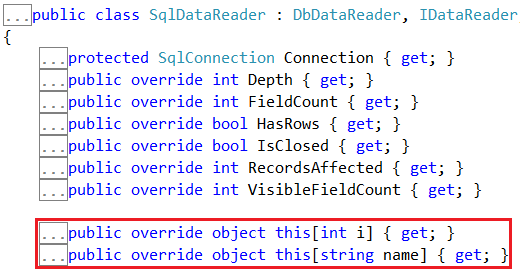 ...public class SqlDataReader : DbDataReader, IDataReader
{
...protected SqlConnection Connection { get; }
...public override int Depth { get; }
...public override int FieldCount { get; }
...public override bool HasRows { get; }
...public override bool IsClosed { get; }
...public override int RecordsAffected { get; }
...public override int VisibleFieldCount { get; }
...public override object this[int i] { get; }
...public override object this[string name] { get; }